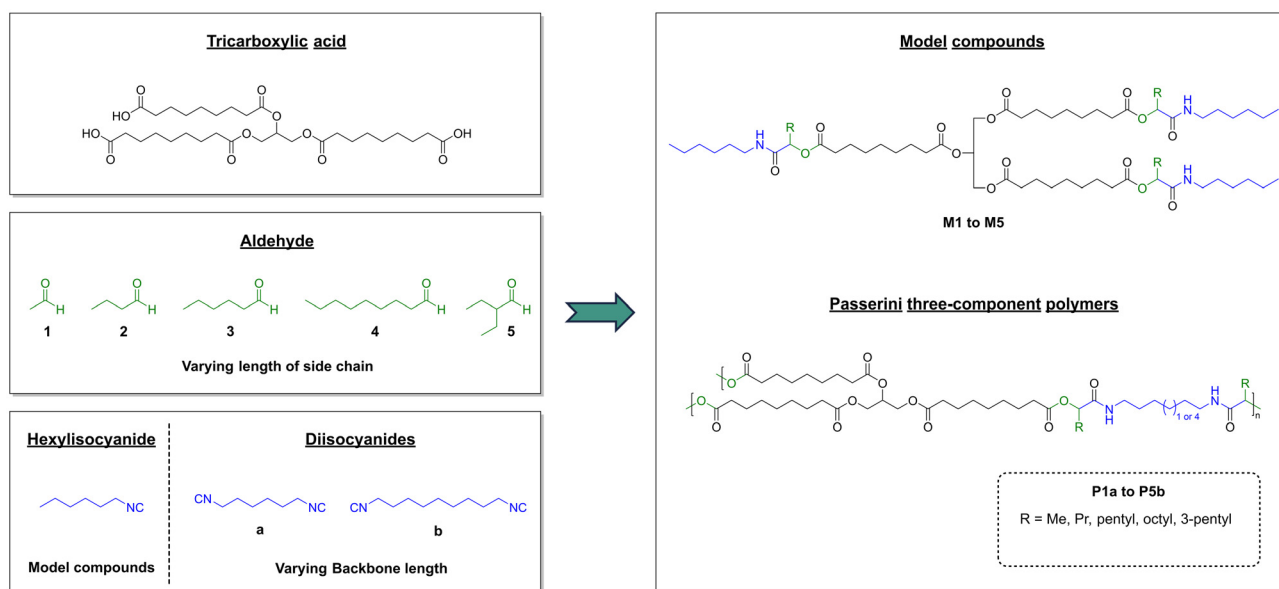 Tricarboxylic acid
O
O
HO
O
HO
O
O
OH
O
O
O
O
Aldehyde
O
H
O
H
O
H
O
H
O
H
1
2
3
4
5
Varying length of side chain
Hexylisocyanide
Diisocyanides
NC
CN
NC
CN
NC
a
b
Model compounds
Varying Backbone length
Model compounds
O
O
R
H
N
O
O
O
H
N
R
O
O
O
O
O
O
O
R
H
N
O
O
O
M1 to M5
Passerini three-component polymers
O
O
O
O
O
O
O
O
O
O
O
O
R
N
H
1 or 4
H
N
O
R
n
P1a to P5b
R = Me, Pr, pentyl, octyl, 3-pentyl